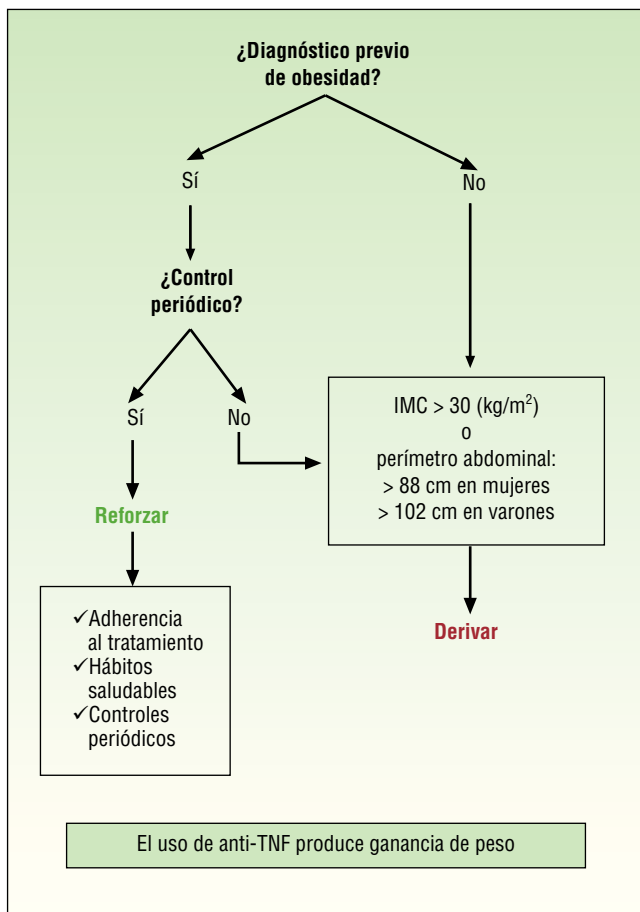 ¿Diagnóstico previo
de obesidad?
Sí
No
¿Control
periódico?
Sí
No
IMC > 30 (kg/m²)
o
perímetro abdominal:
> 88 cm en mujeres
> 102 cm en varones
Reforzar
Derivar
✓Adherencia
al tratamiento
✓Hábitos
saludables
✓Controles
periódicos
El uso de anti-TNF produce ganancia de peso